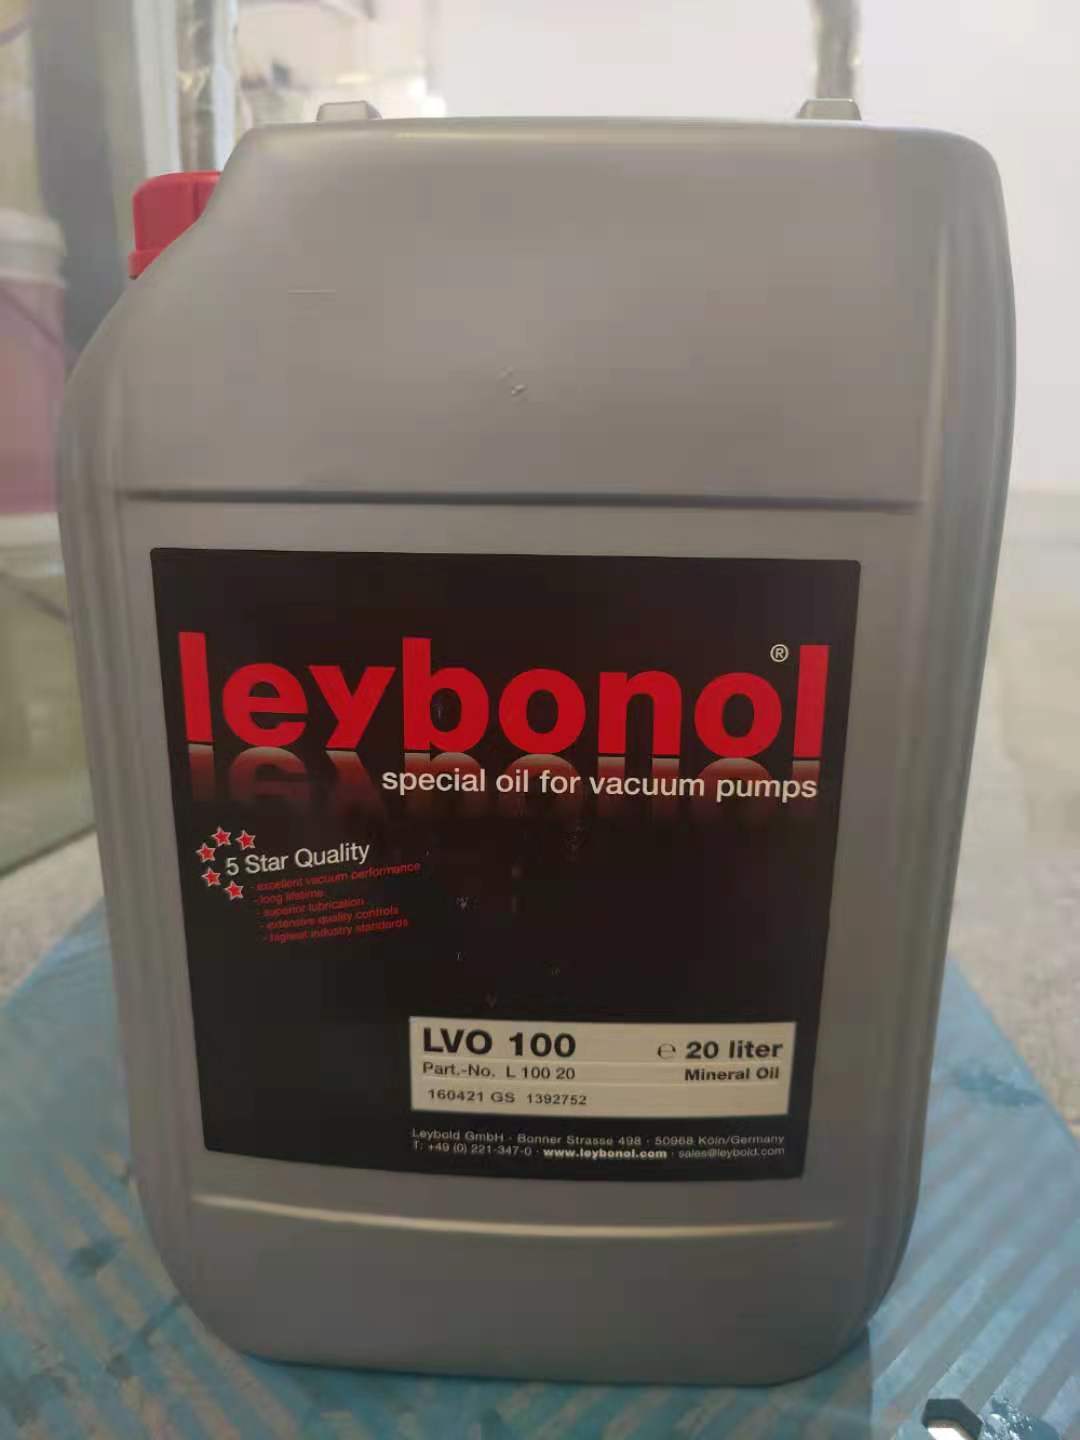 leybonol®
special oil for vacuum pumps
5 Star Quality
- excellent vacuum performance
- long lifetime
- superior lubrication
- extensive quality controls
- highest industry standards
LVO 100 ℮ 20 liter
Part.-No. L 100 20 Mineral Oil
160421 GS 1392752
Leybold GmbH · Bonner Strasse 498 · 50968 Köln/Germany
T: +49 (0) 221-347-0 · www.leybonol.com · sales@leybold.com